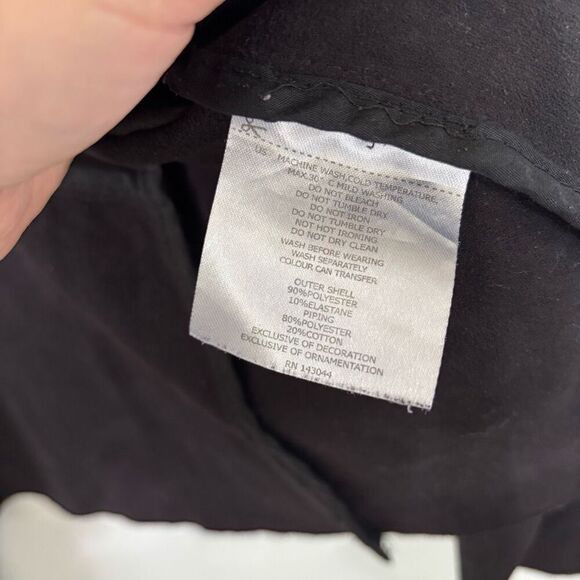 US: MACHINE WASH,COLD TEMPERATURE,
MAX.30° C MILD WASHING
DO NOT BLEACH
DO NOT TUMBLE DRY
DO NOT IRON
DO NOT TUMBLE DRY
NOT HOT IRONING
DO NOT DRY CLEAN
WASH BEFORE WEARING
WASH SEPARATELY
COLOUR CAN TRANSFER
OUTER SHELL
90%POLYESTER
10%ELASTANE
PIPING
80%POLYESTER
20%COTTON
EXCLUSIVE OF DECORATION
EXCLUSIVE OF ORNAMENTATION
RN 143044